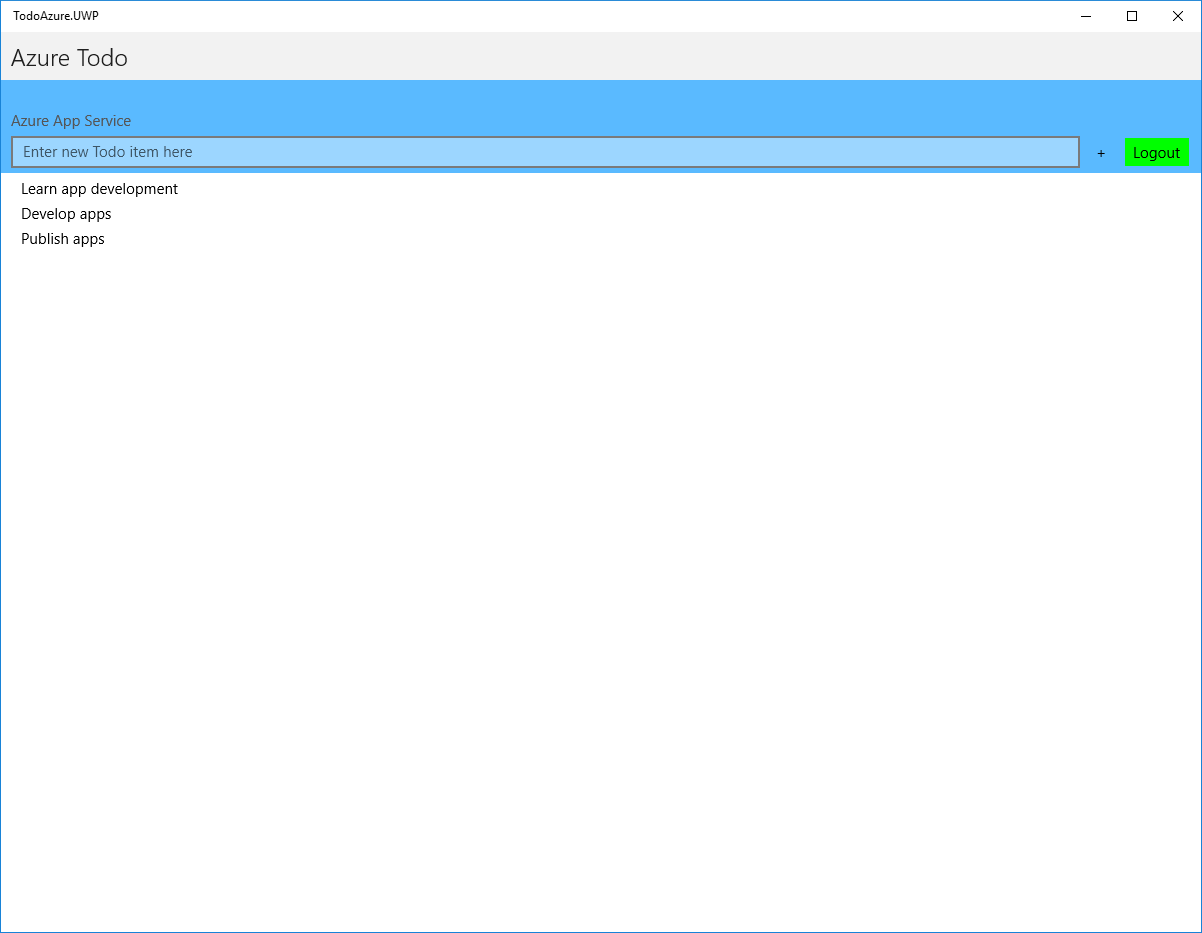 TodoAzure.UWP
Azure Todo
Azure App Service
Enter new Todo item here + Logout
Learn app development
Develop apps
Publish apps